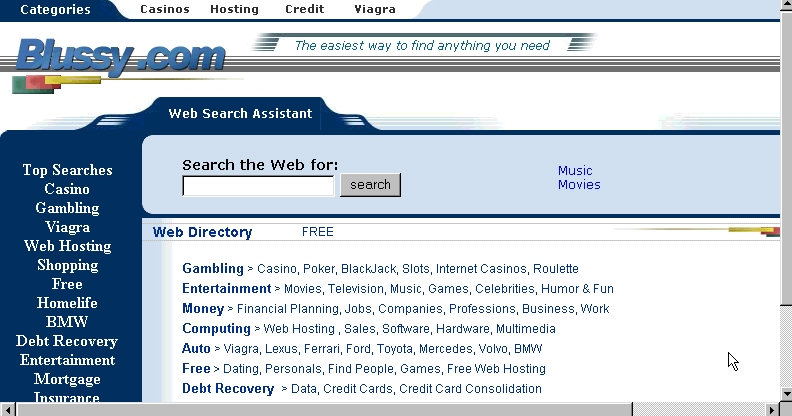 Categories Casinos Hosting Credit Viagra
Blussy.com
The easiest way to find anything you need
Web Search Assistant
Top Searches
Casino
Gambling
Viagra
Web Hosting
Shopping
Free
Homelife
BMW
Debt Recovery
Entertainment
Mortgage
Insurance
Search the Web for:
search
Music
Movies
Web Directory FREE
Gambling > Casino, Poker, BlackJack, Slots, Internet Casinos, Roulette
Entertainment > Movies, Television, Music, Games, Celebrities, Humor & Fun
Money > Financial Planning, Jobs, Companies, Professions, Business, Work
Computing > Web Hosting , Sales, Software, Hardware, Multimedia
Auto > Viagra, Lexus, Ferrari, Ford, Toyota, Mercedes, Volvo, BMW
Free > Dating, Personals, Find People, Games, Free Web Hosting
Debt Recovery > Data, Credit Cards, Credit Card Consolidation